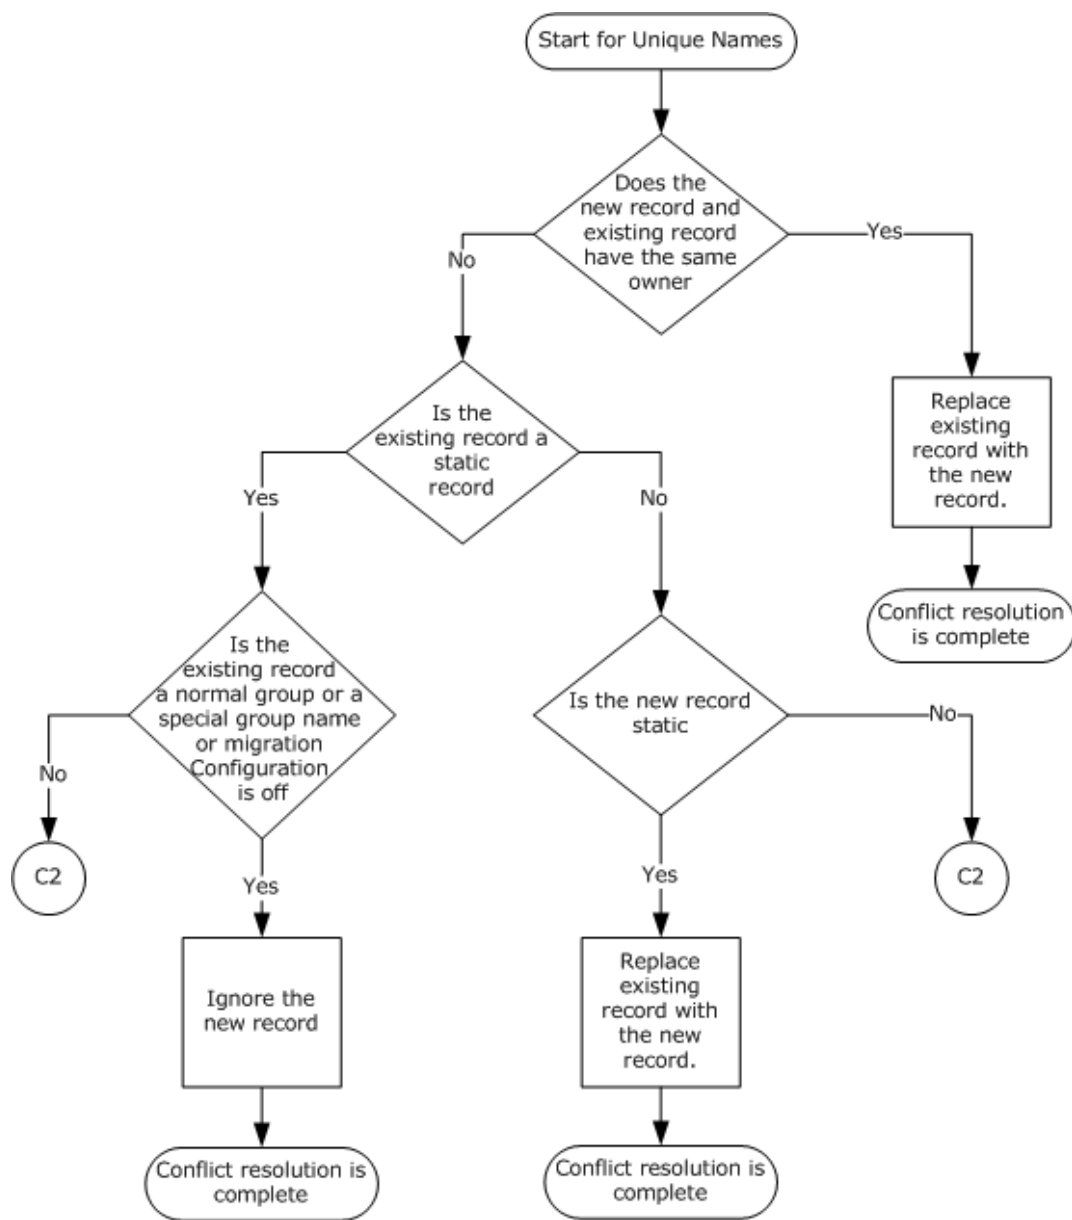 Start for Unique Names
Does the
new record and
existing record
have the same
owner
Yes
No
Is the
existing record a
static
record
Replace
existing
record with
the new
record.
Yes
No
Conflict resolution
is complete
Is the
existing record
a normal group or a
special group name
or migration
Configuration
is off
Is the new record
static
No
No
C2
C2
Yes
Yes
Ignore the
new record
Replace
existing
record with
the new
record.
Conflict resolution is
complete
Conflict resolution is
complete